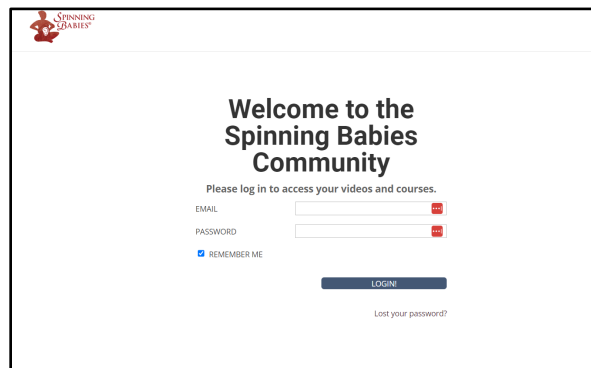 SPINNING
BABIES®
Welcome to the
Spinning Babies
Community
Please log in to access your videos and courses.
EMAIL
PASSWORD
REMEMBER ME
LOGIN!
Lost your password?